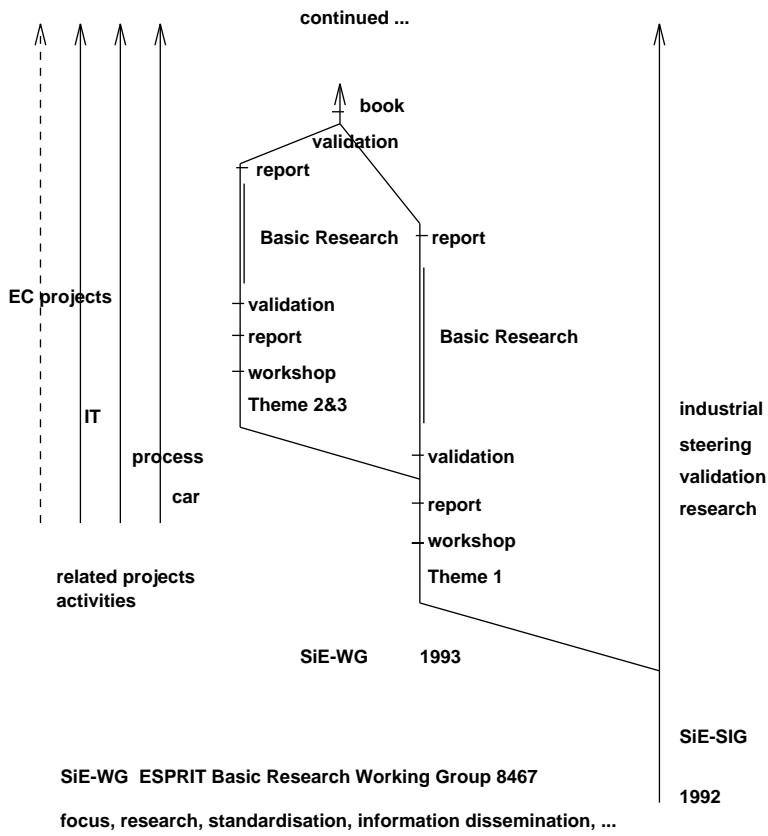 continued ...
book
validation
report
Basic Research
report
EC projects
validation
report
Basic Research
workshop
Theme 2&3
IT
industrial
steering
process
validation
validation
car
report
research
workshop
related projects
Theme 1
activities
SiE-WG 1993
SiE-SIG
SiE-WG ESPRIT Basic Research Working Group 8467
1992
focus, research, standardisation, information dissemination, ...